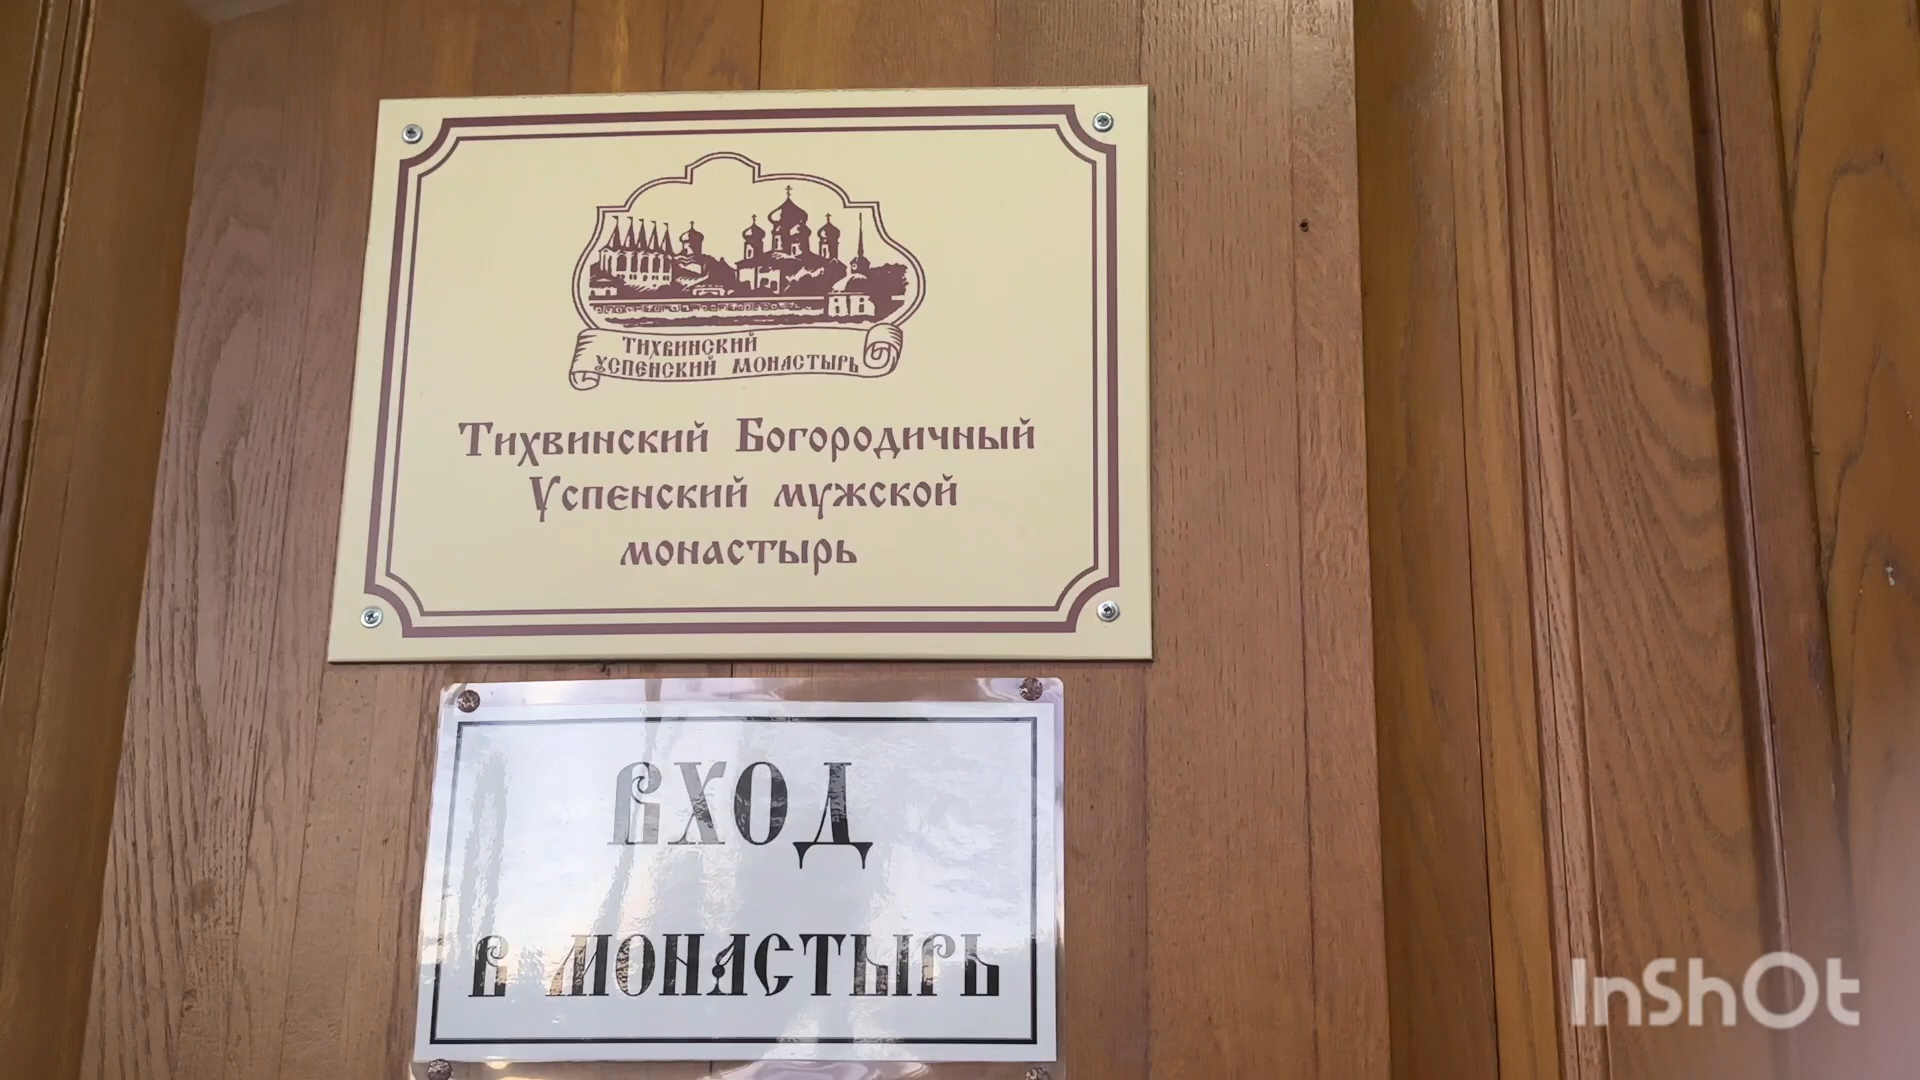 ТИХВИНСКИЙ
УСПЕНСКИЙ МОНАСТЫРЬ
Тихвинский Богородичный
Успенский мужской
монастырь
ВХОД
В МОНАСТЫРЬ
InShOt